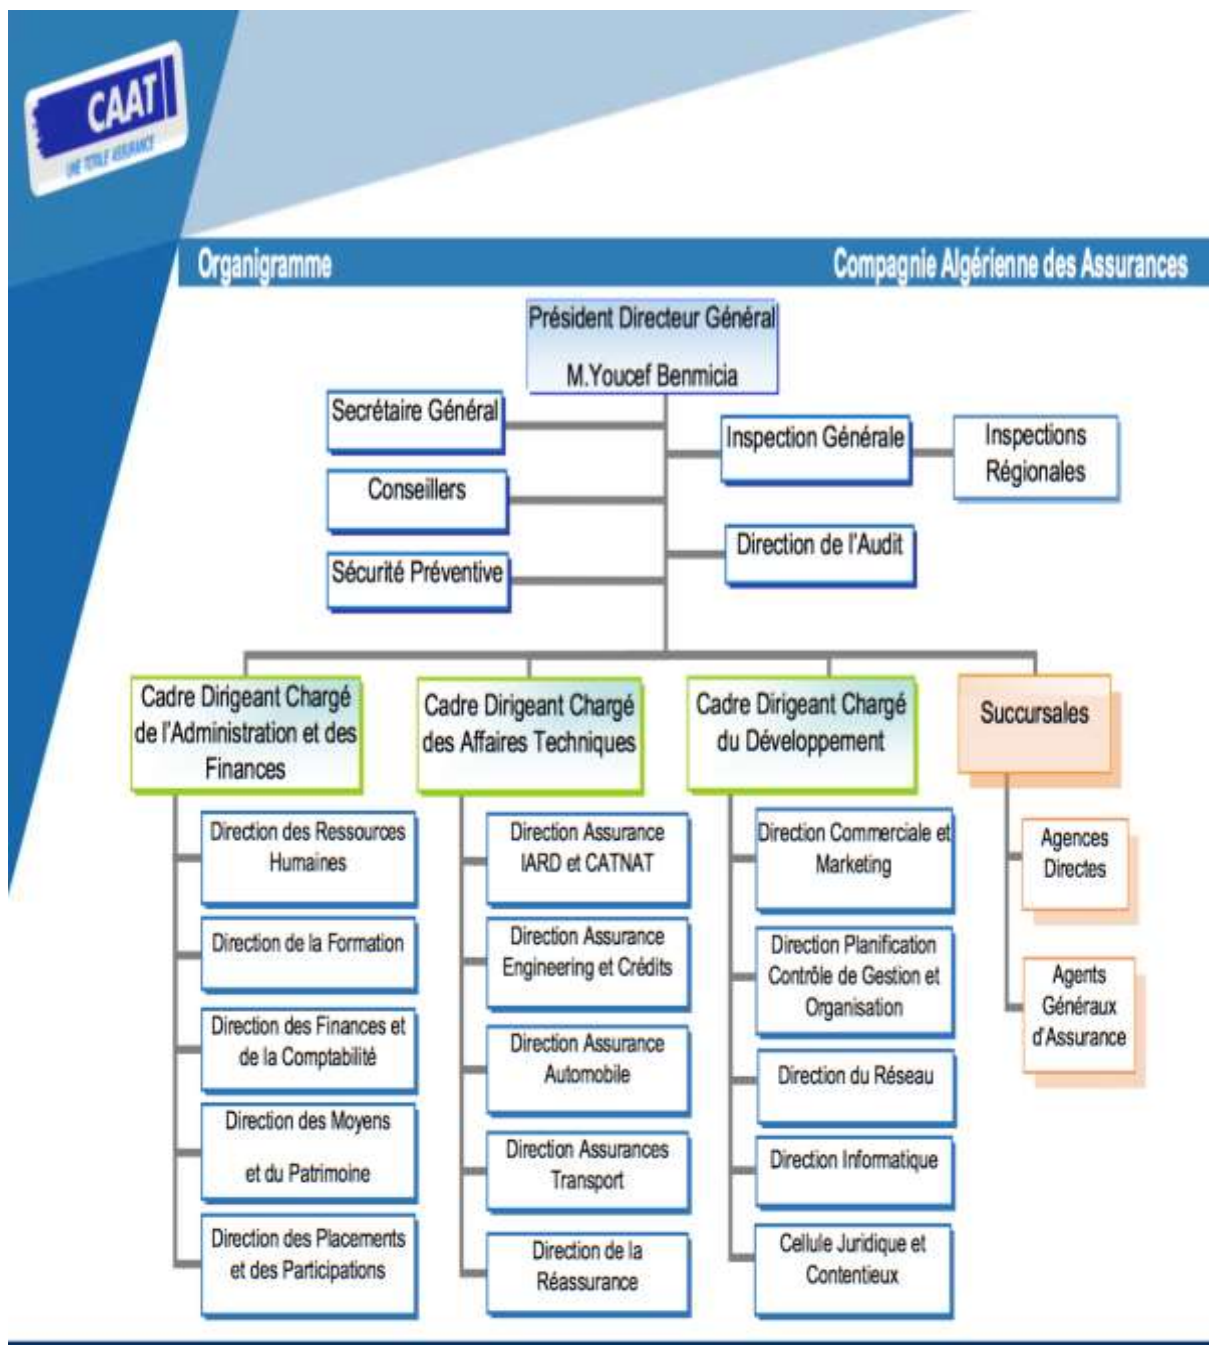 CAAT
UNE TOTALE ASSURANCE
Organigramme
Compagnie Algérienne des Assurances
Président Directeur Général
M.Youcef Benmicia
Secrétaire Général
Inspection Générale
Inspections
Régionales
Conseillers
Direction de l'Audit
Sécurité Préventive
Cadre Dirigeant Chargé
de l'Administration et des
Finances
Direction des Ressources
Humaines
Direction de la Formation
Direction des Finances et
de la Comptabilité
Direction des Moyens
et du Patrimoine
Direction des Placements
et des Participations
Cadre Dirigeant Chargé
des Affaires Techniques
Direction Assurance
IARD et CATNAT
Direction Assurance
Engineering et Crédits
Direction Assurance
Automobile
Direction Assurances
Transport
Direction de la
Réassurance
Cadre Dirigeant Chargé
du Développement
Direction Commerciale et
Marketing
Direction Planification
Contrôle de Gestion et
Organisation
Direction du Réseau
Direction Informatique
Cellule Juridique et
Contentieux
Succursales
Agences
Directes
Agents
Généraux
d'Assurance